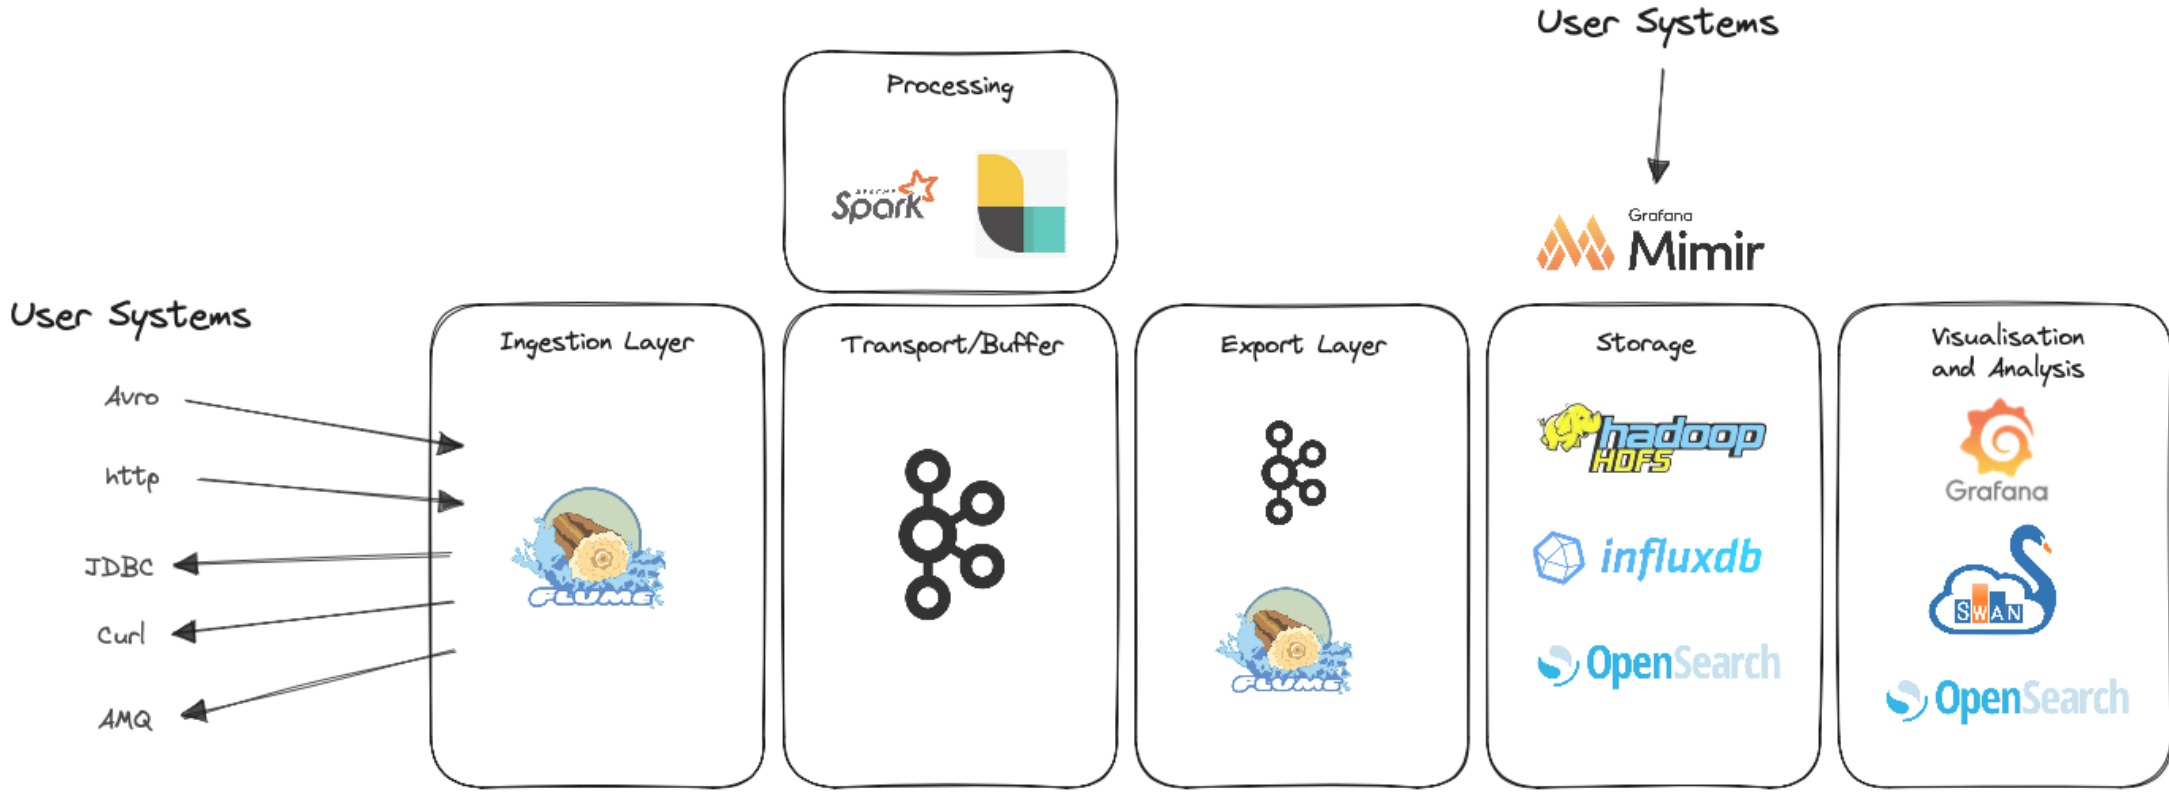 User Systems
Processing
APACHE
Spark
Grafana
Mimir
User Systems
Avro
http
JDBC
Curl
AMQ
Ingestion Layer
FLUME
Transport/Buffer
Export Layer
FLUME
Storage
hadoop
HDFS
influxdb
OpenSearch
Visualisation
and Analysis
Grafana
SWAN
OpenSearch